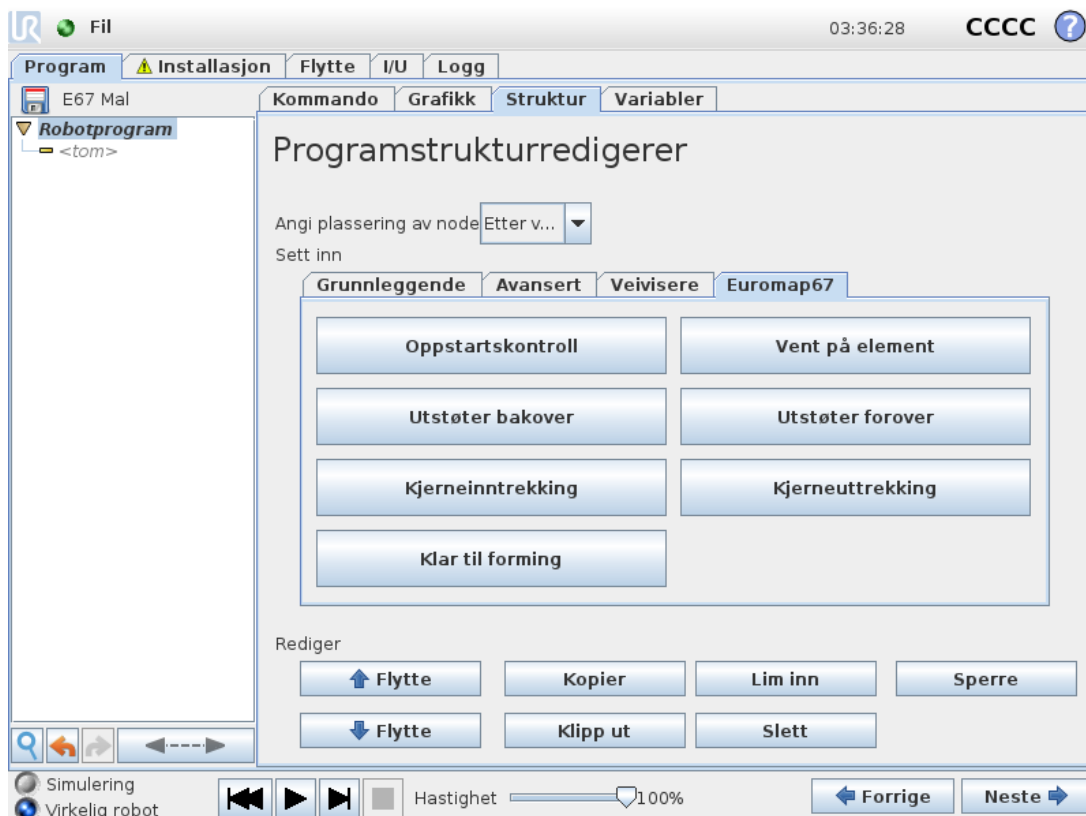 UR Fil 03:36:28 CCCC ?
Program Installasjon Flytte I/U Logg
E67 Mal
Kommando Grafikk Struktur Variabler
Robotprogram
<tom>
Programstrukturredigerer
Angi plassering av node Etter v...
Sett inn
Grunnleggende Avansert Veivisere Euromap67
Oppstartskontroll Vent på element
Utstøter bakover Utstøter forover
Kjerneinntrekking Kjerneuttrekking
Klar til forming
Rediger
Flytte Kopier Lim inn Sperre
Flytte Klipp ut Slett
Simulering
Virkelig robot
Hastighet 100%
Forrige Neste